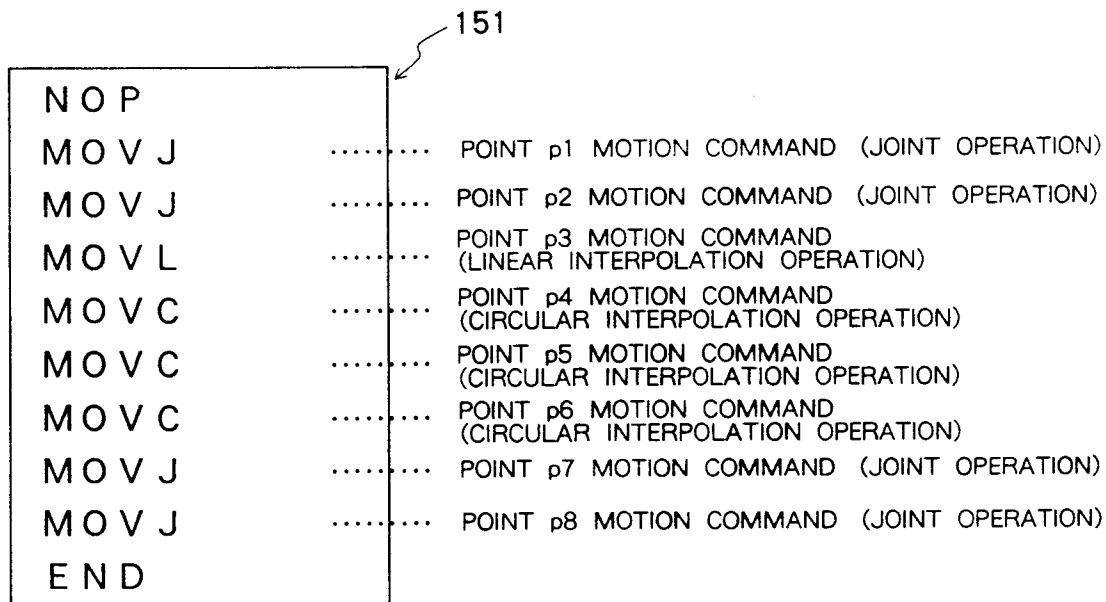 151
NOP
MOVJ ......... POINT p1 MOTION COMMAND (JOINT OPERATION)
MOVJ ......... POINT p2 MOTION COMMAND (JOINT OPERATION)
MOVL ......... POINT p3 MOTION COMMAND
(LINEAR INTERPOLATION OPERATION)
MOVC ......... POINT p4 MOTION COMMAND
(CIRCULAR INTERPOLATION OPERATION)
MOVC ......... POINT p5 MOTION COMMAND
(CIRCULAR INTERPOLATION OPERATION)
MOVC ......... POINT p6 MOTION COMMAND
(CIRCULAR INTERPOLATION OPERATION)
MOVJ ......... POINT p7 MOTION COMMAND (JOINT OPERATION)
MOVJ ......... POINT p8 MOTION COMMAND (JOINT OPERATION)
END